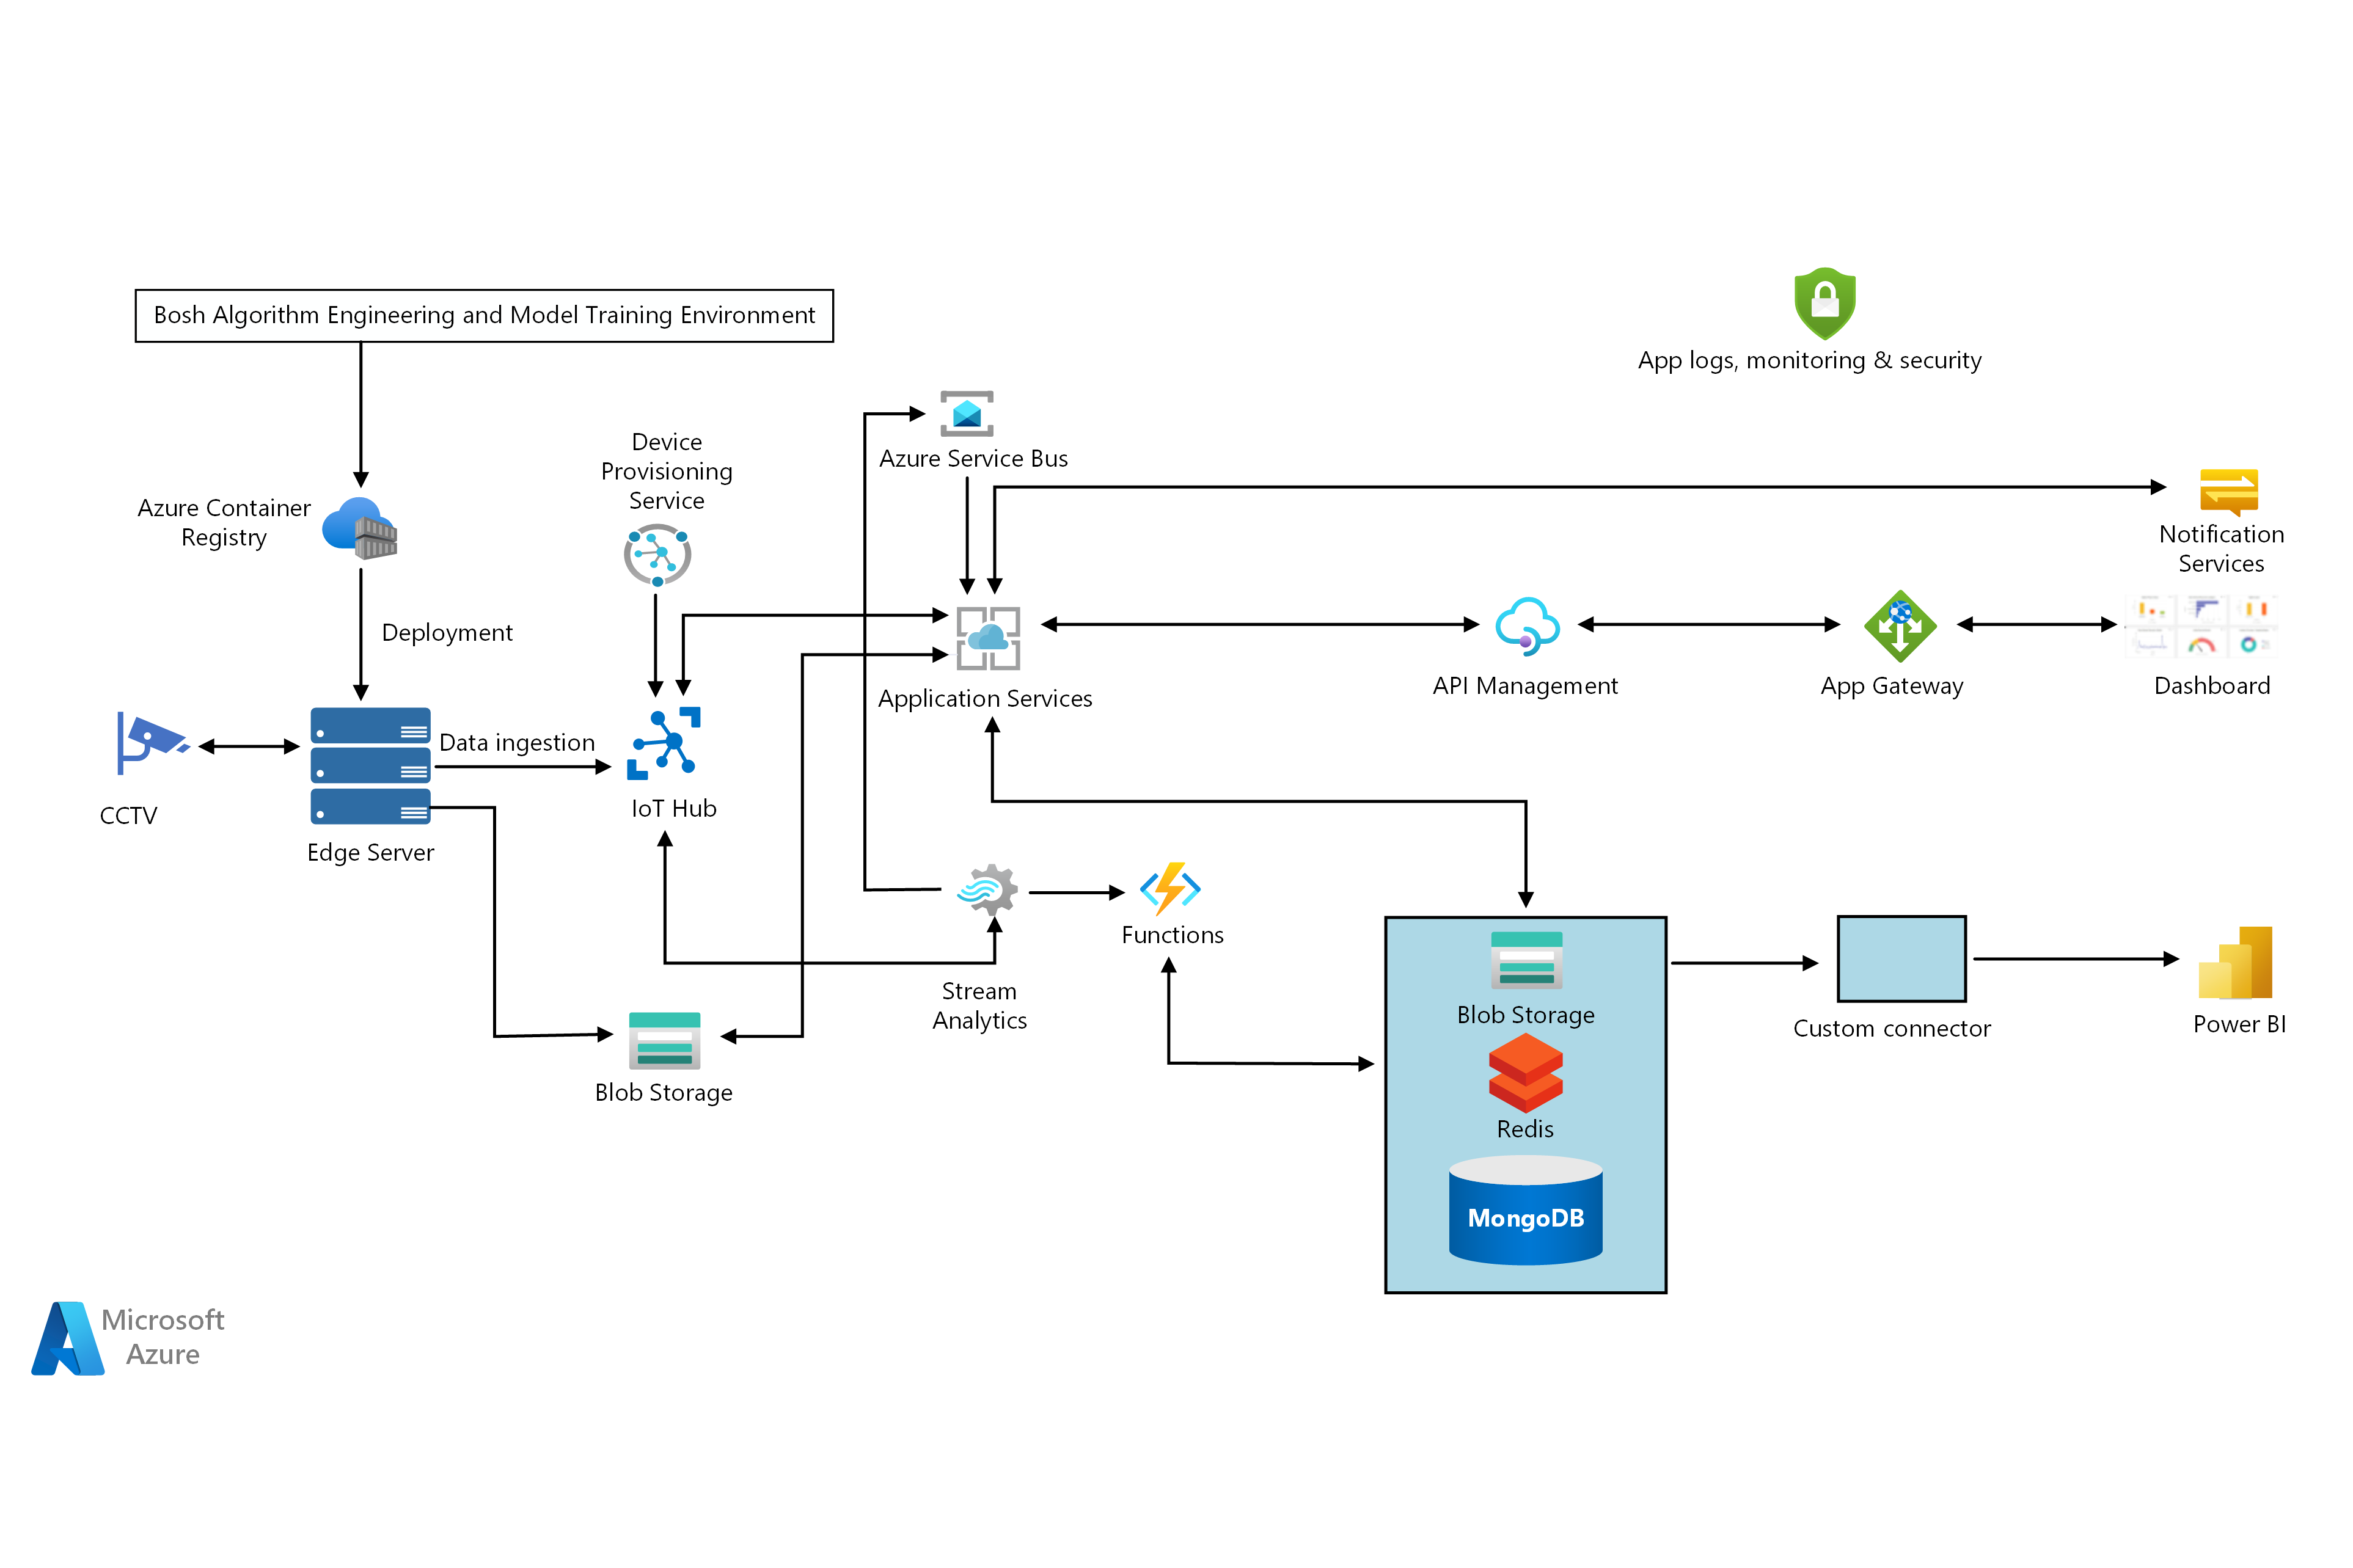 Bosh Algorithm Engineering and Model Training Environment
App logs, monitoring & security
Device
Provisioning
Service
Azure Service Bus
Azure Container
Registry
Notification
Services
Deployment
Application Services
API Management
App Gateway
Dashboard
Data ingestion
CCTV
IoT Hub
Edge Server
Functions
Stream
Analytics
Blob Storage
Custom connector
Power BI
Blob Storage
Redis
MongoDB
Microsoft
Azure